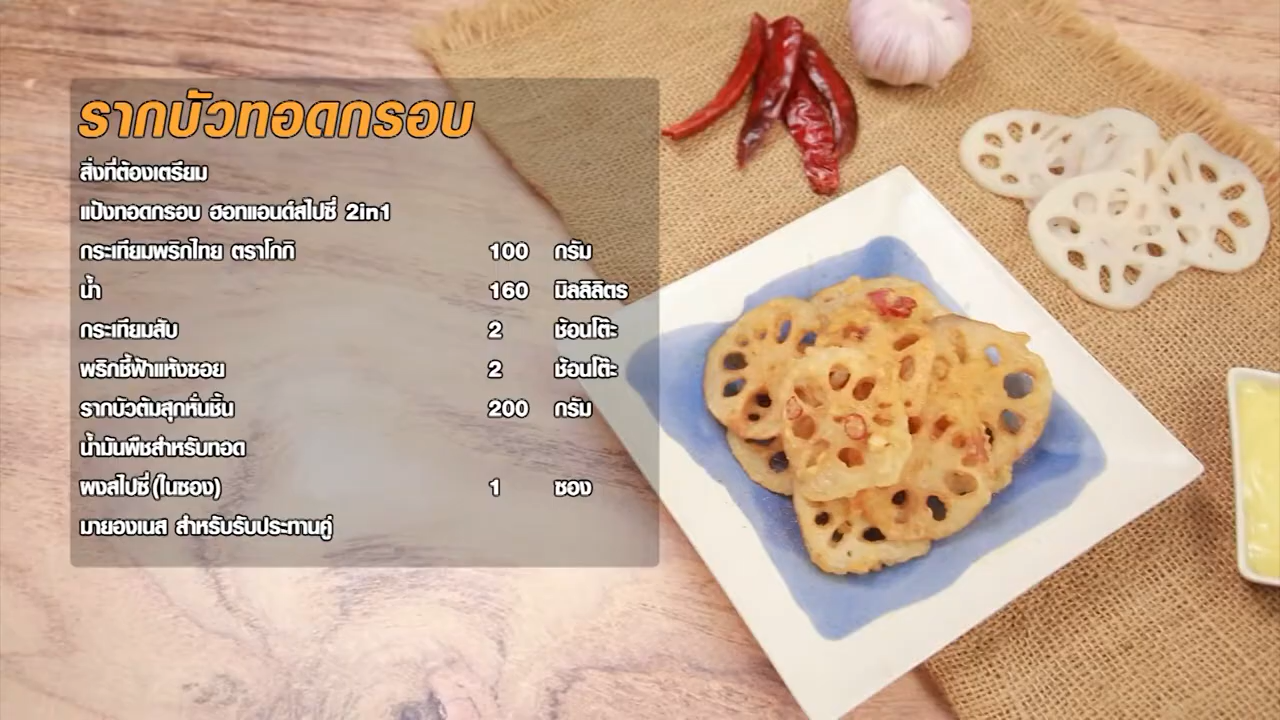 รากบัวทอดกรอบ
สิ่งที่ต้องเตรียม
แป้งทอดกรอบ ฮอทแอนด์สไปซี่ 2in1
กระเทียมพริกไทย ตราโกกิ 100 กรัม
น้ำ 160 มิลลิลิตร
กระเทียมสับ 2 ช้อนโต๊ะ
พริกชี้ฟ้าแห้งซอย 2 ช้อนโต๊ะ
รากบัวต้มสุกหั่นชิ้น 200 กรัม
น้ำมันพืชสำหรับทอด
ผงสไปซี่ (ในซอง) 1 ซอง
มายองเนส สำหรับรับประทานคู่